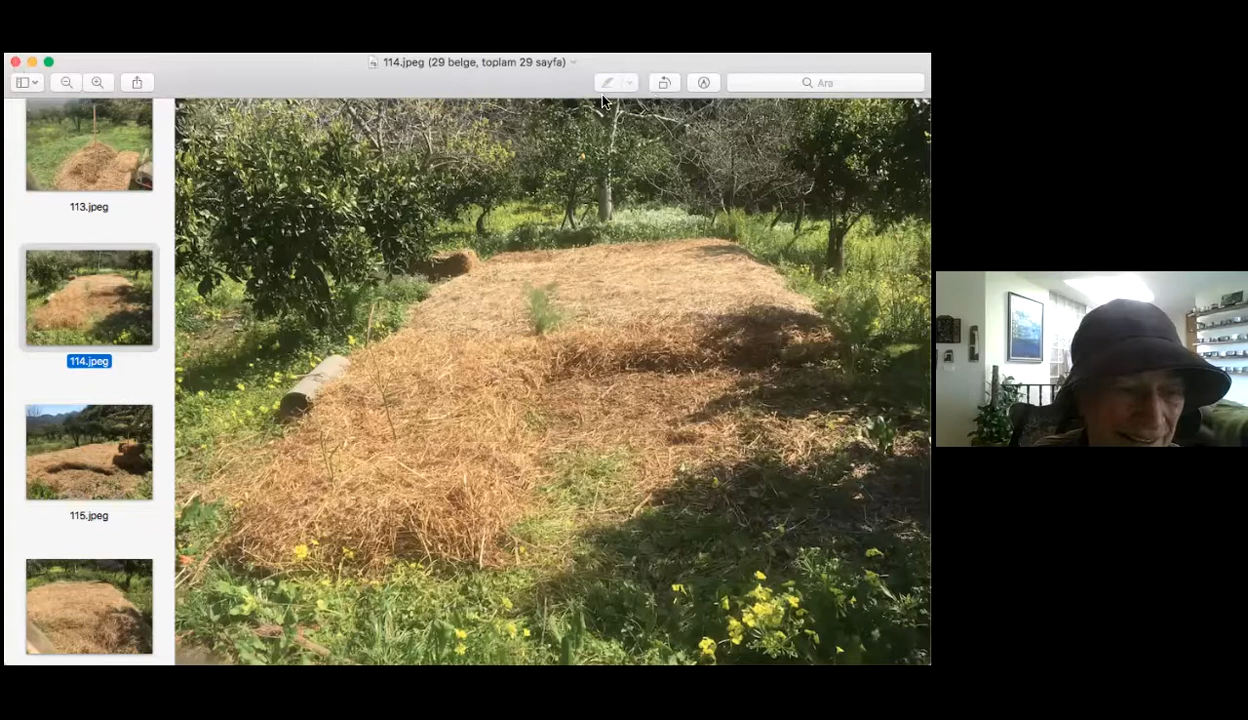 114.jpeg (29 belge, toplam 29 sayfa)
Ara
113.jpeg
114.jpeg
115.jpeg